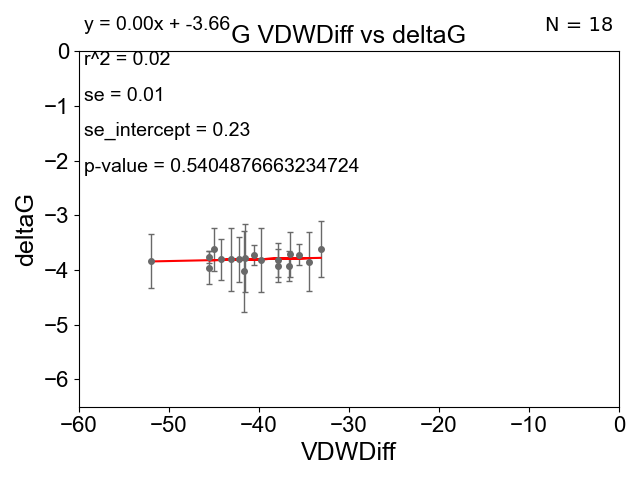 y = 0.00x + -3.66
G VDWDiff vs deltaG
N = 18
r^2 = 0.02
se = 0.01
se_intercept = 0.23
p-value = 0.5404876663234724
deltaG
0
−1
−2
−3
−4
−5
−6
−60
−50
−40
−30
−20
−10
0
VDWDiff